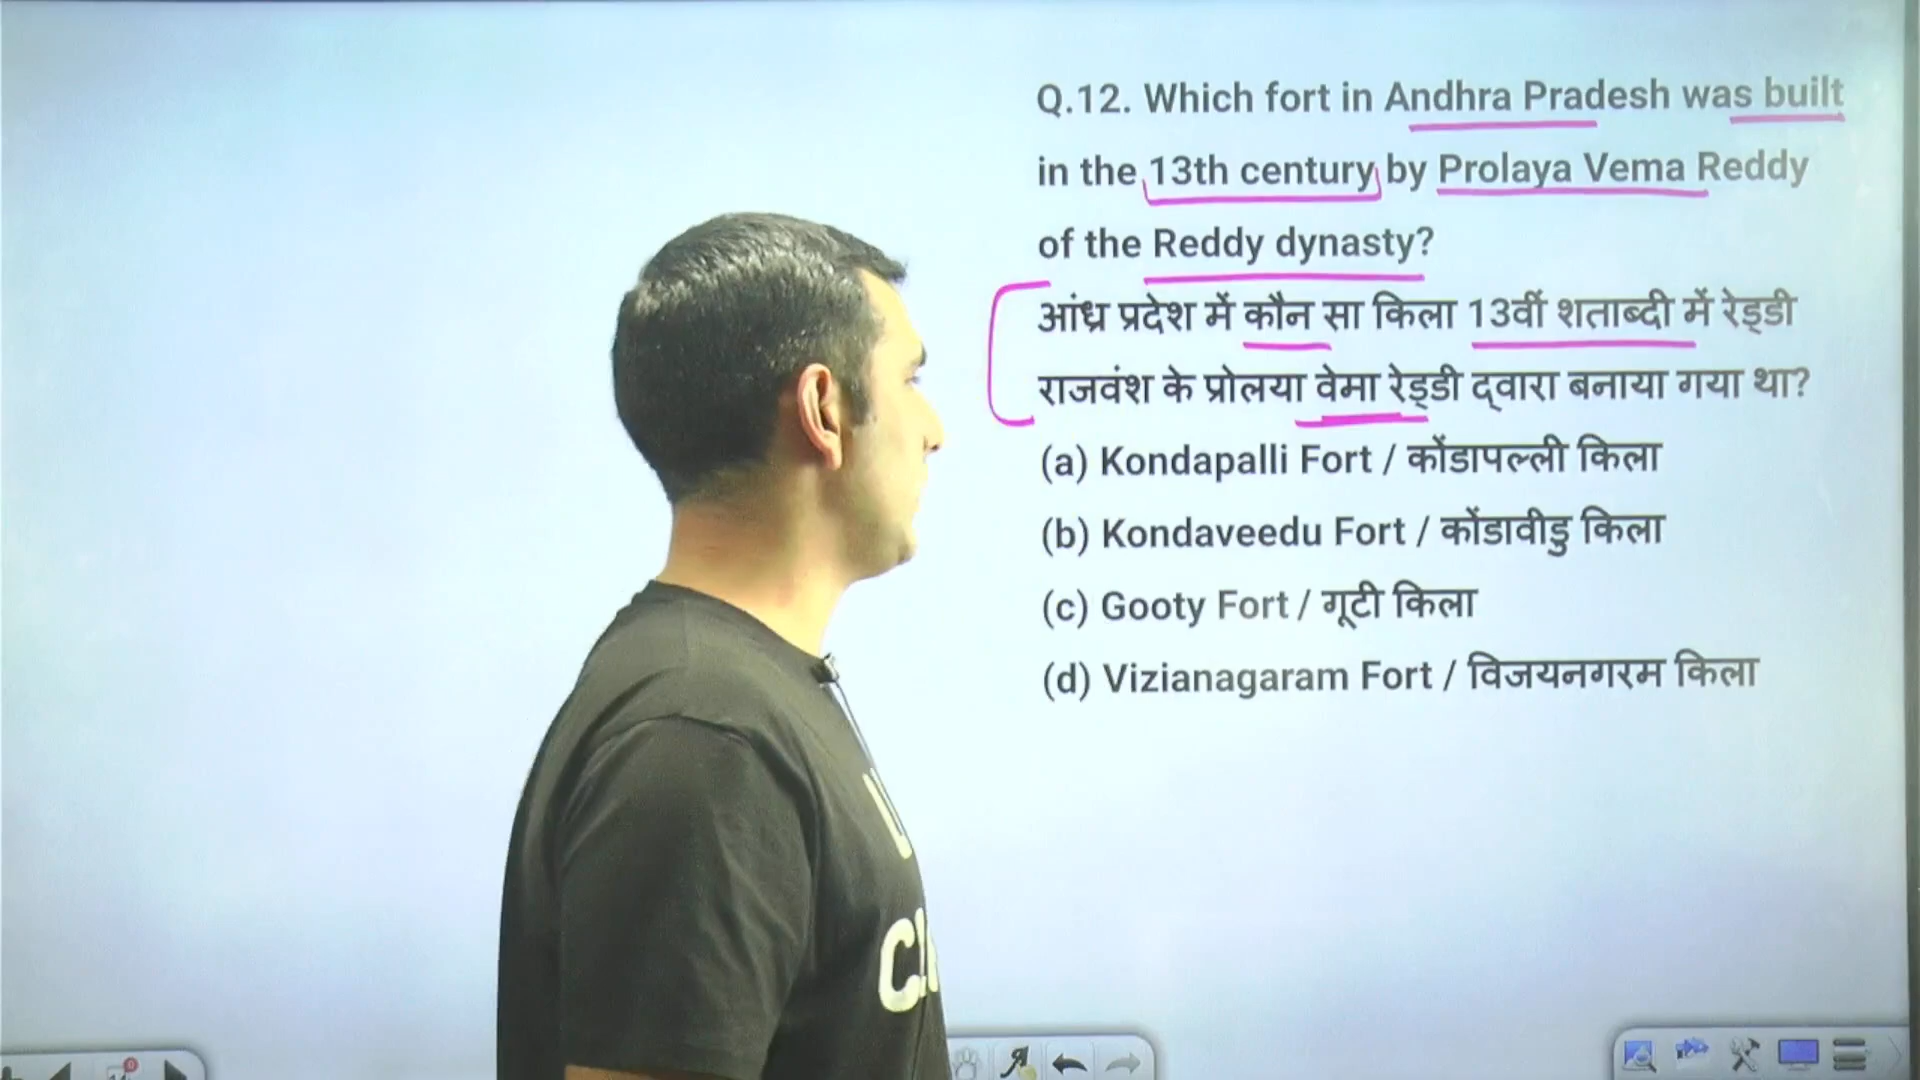 Q.12. Which fort in Andhra Pradesh was built
in the 13th century by Prolaya Vema Reddy
of the Reddy dynasty?
आंध्र प्रदेश में कौन सा किला 13वीं शताब्दी में रेड्डी
राजवंश के प्रोलया वेमा रेड्डी द्वारा बनाया गया था?
(a) Kondapalli Fort / कोंडापल्ली किला
(b) Kondaveedu Fort / कोंडावीडु किला
(c) Gooty Fort / गूटी किला
(d) Vizianagaram Fort / विजयनगरम किला